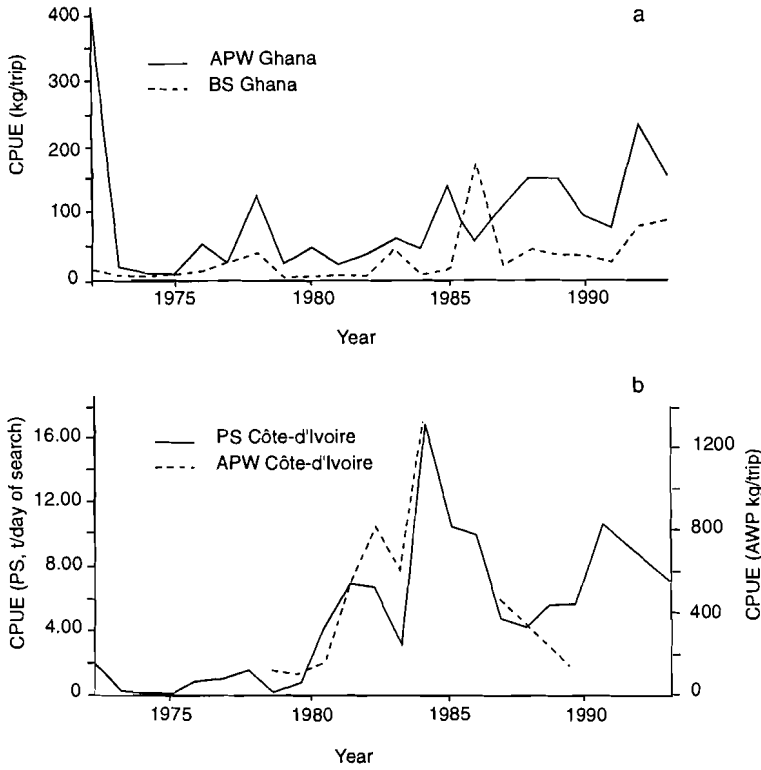 a
400
300
200
100
0
CPUE (kg/trip)
APW Ghana
BS Ghana
1975
1980
1985
1990
Year
b
16.00
12.00
8.00
4.00
0
CPUE (PS, t/day of search)
PS Côte-d'Ivoire
APW Côte-d'Ivoire
1200
800
400
0
CPUE (AWP kg/trip)
1975
1980
1985
1990
Year